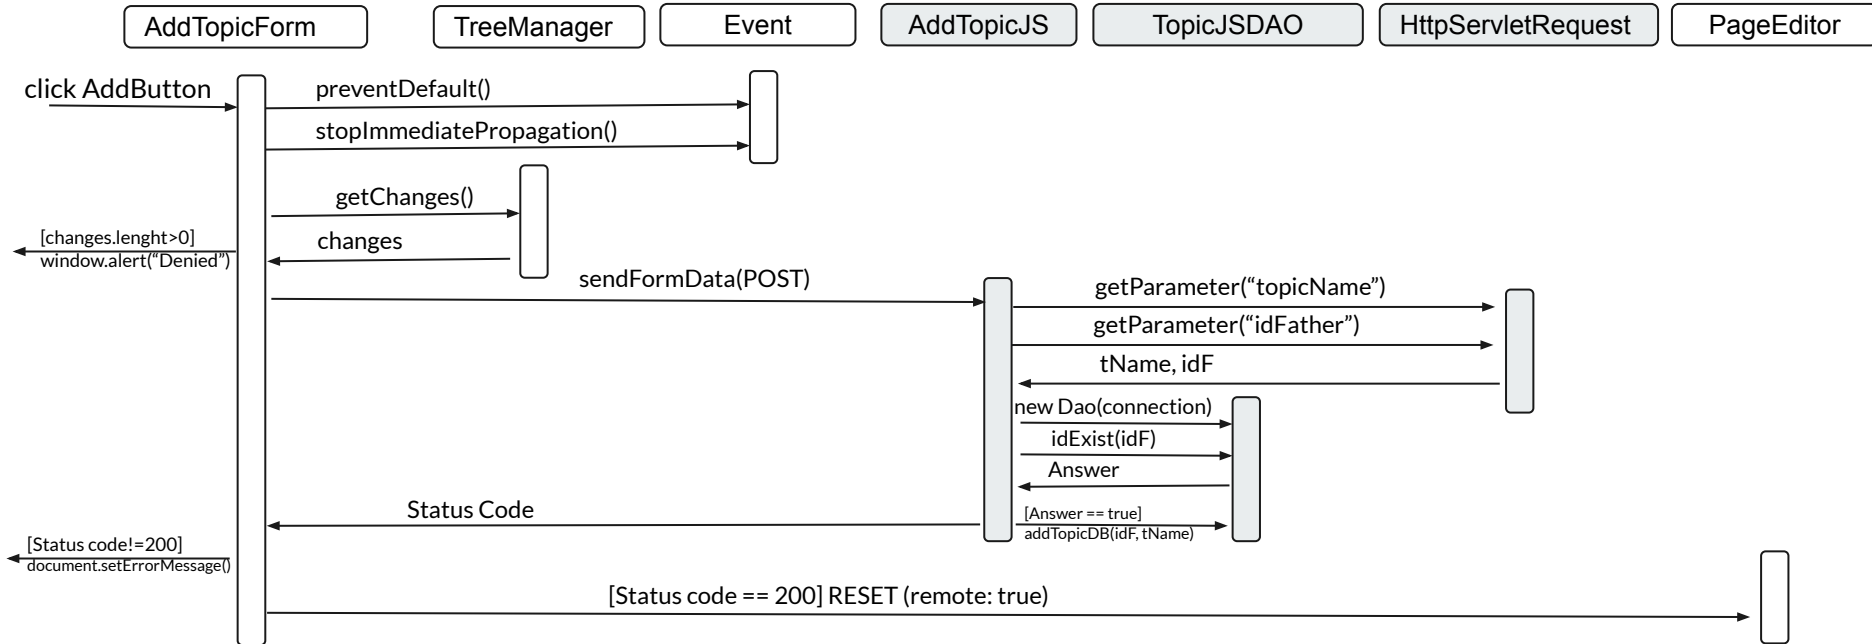 AddTopicForm
TreeManager
Event
AddTopicJS
TopicJSDAO
HttpServletRequest
PageEditor
click AddButton
preventDefault()
stopImmediatePropagation()
getChanges()
[changes.lenght>0]
window.alert(“Denied”)
changes
sendFormData(POST)
getParameter(“topicName”)
getParameter(“idFather”)
tName, idF
new Dao(connection)
idExist(idF)
Answer
Status Code
[Answer == true]
addTopicDB(idF, tName)
[Status code!=200]
document.setErrorMessage()
[Status code == 200] RESET (remote: true)